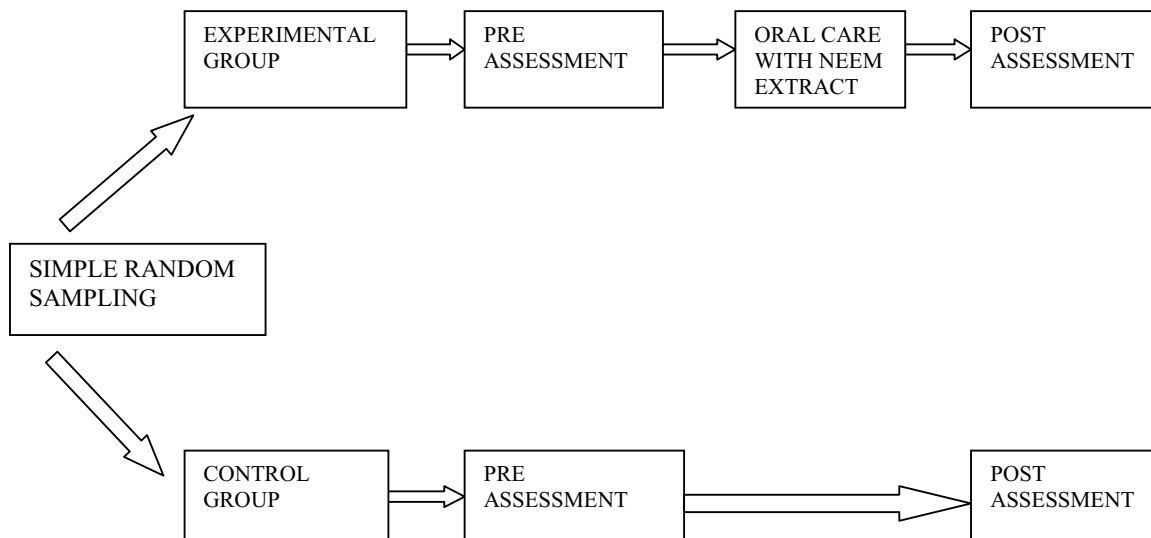 EXPERIMENTAL
GROUP
PRE
ASSESSMENT
ORAL CARE
WITH NEEM
EXTRACT
POST
ASSESSMENT
SIMPLE RANDOM
SAMPLING
CONTROL
GROUP
PRE
ASSESSMENT
POST
ASSESSMENT